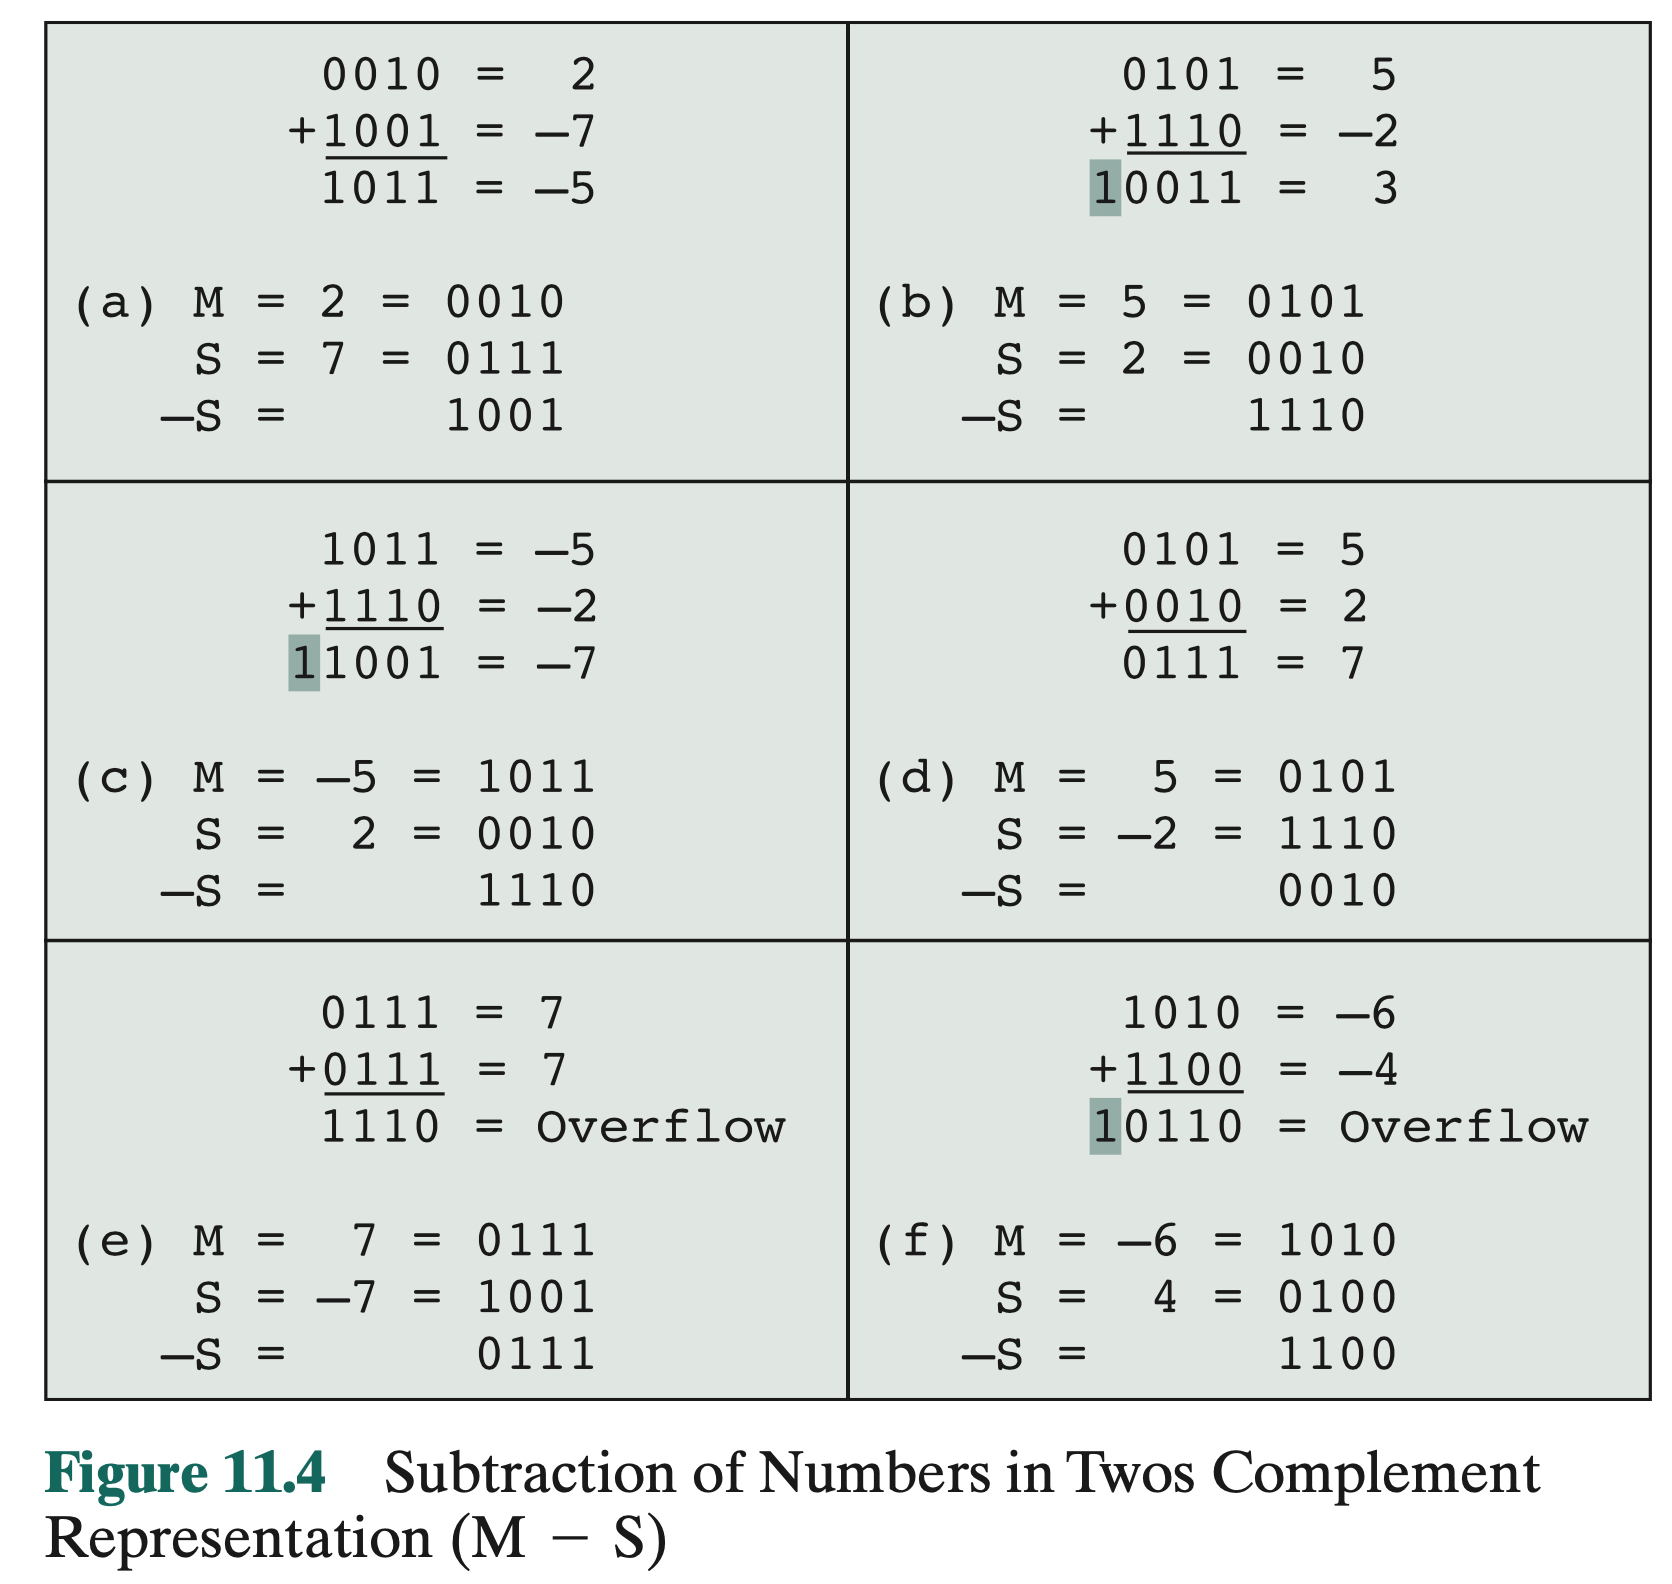 0010 = 2
+1001 = –7
1011 = –5
(a) M = 2 = 0010
S = 7 = 0111
–S = 1001
0101 = 5
+1110 = –2
10011 = 3
(b) M = 5 = 0101
S = 2 = 0010
–S = 1110
1011 = –5
+1110 = –2
11001 = –7
(c) M = –5 = 1011
S = 2 = 0010
–S = 1110
0101 = 5
+0010 = 2
0111 = 7
(d) M = 5 = 0101
S = –2 = 1110
–S = 0010
0111 = 7
+0111 = 7
1110 = Overflow
(e) M = 7 = 0111
S = –7 = 1001
–S = 0111
1010 = –6
+1100 = –4
10110 = Overflow
(f) M = –6 = 1010
S = 4 = 0100
–S = 1100
Figure 11.4 Subtraction of Numbers in Twos Complement
Representation (M − S)